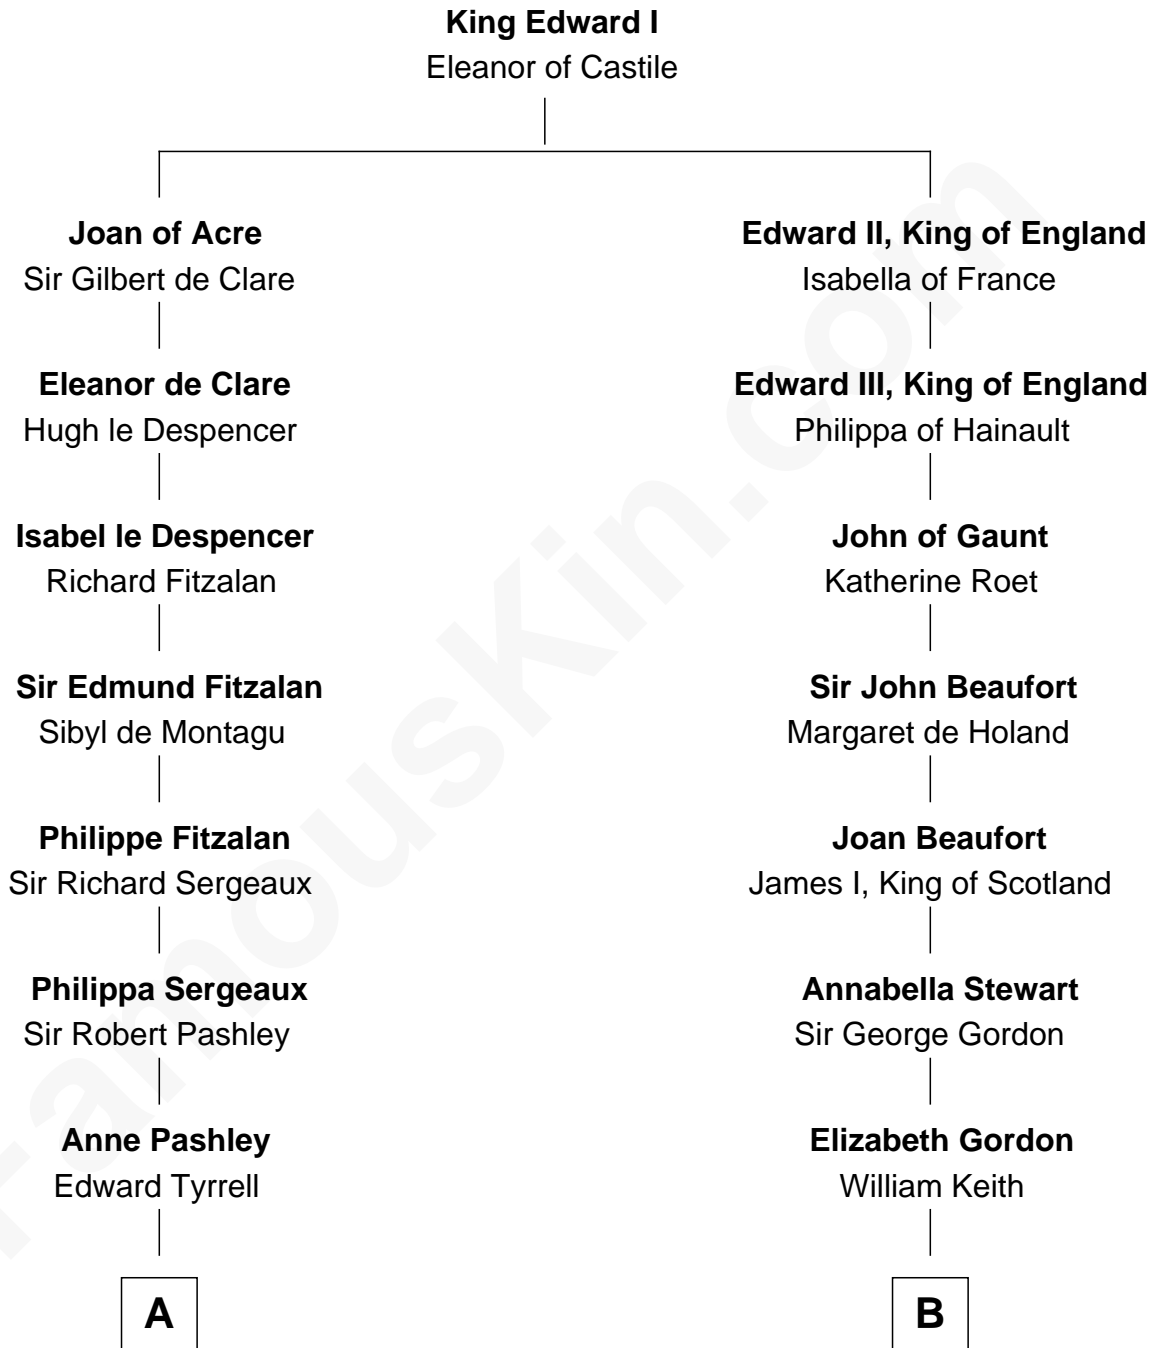 King Edward I
Eleanor of Castile
Joan of Acre
Sir Gilbert de Clare
Eleanor de Clare
Hugh le Despencer
Isabel le Despencer
Richard Fitzalan
Sir Edmund Fitzalan
Sibyl de Montagu
Philippe Fitzalan
Sir Richard Sergeaux
Philippa Sergeaux
Sir Robert Pashley
Anne Pashley
Edward Tyrrell
A
Edward II, King of England
Isabella of France
Edward III, King of England
Philippa of Hainault
John of Gaunt
Katherine Roet
Sir John Beaufort
Margaret de Holand
Joan Beaufort
James I, King of Scotland
Annabella Stewart
Sir George Gordon
Elizabeth Gordon
William Keith
B
FamousKin.com